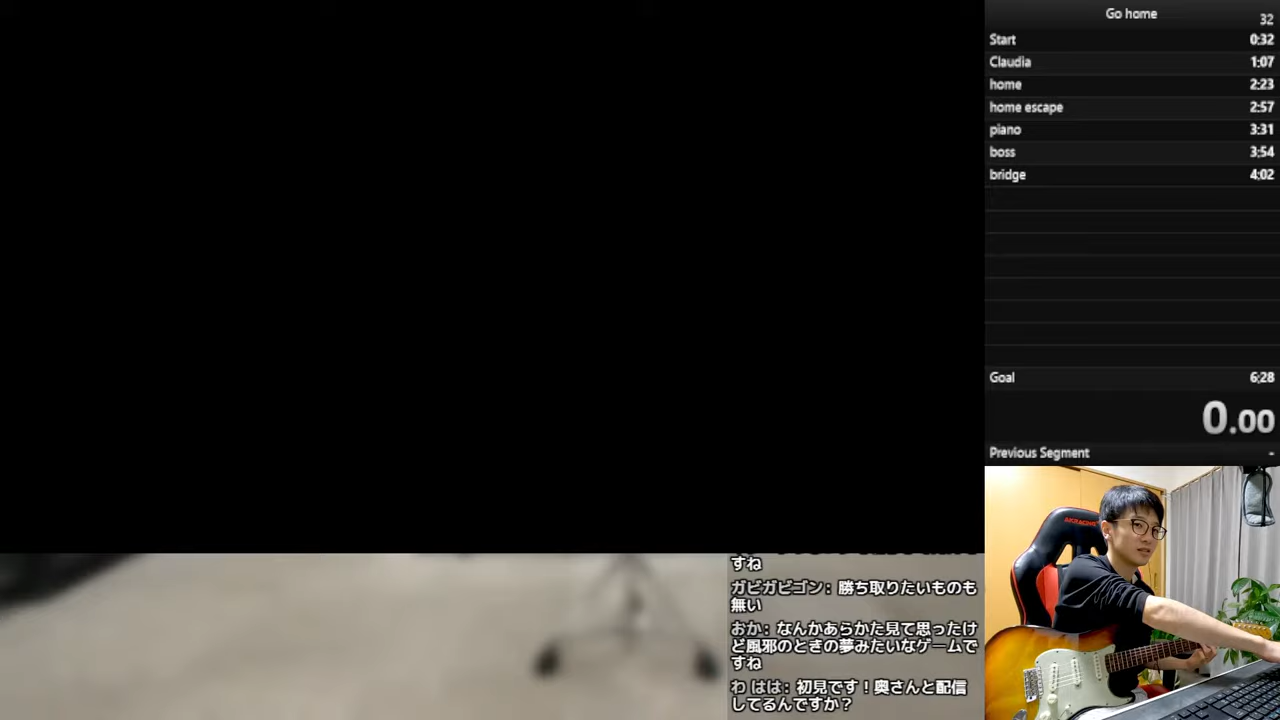 Go home
32
Start 0:32
Claudia 1:07
home 2:23
home escape 2:57
piano 3:31
boss 3:54
bridge 4:02
Goal 6:28
0.00
Previous Segment -
AKRACING
すね
ガビガビゴン: 勝ち取りたいものも
無い
おか: なんかあらかた見て思ったけ
ど風邪のときの夢みたいなゲームで
すね
わ はは: 初見です！奥さんと配信
してるんですか？